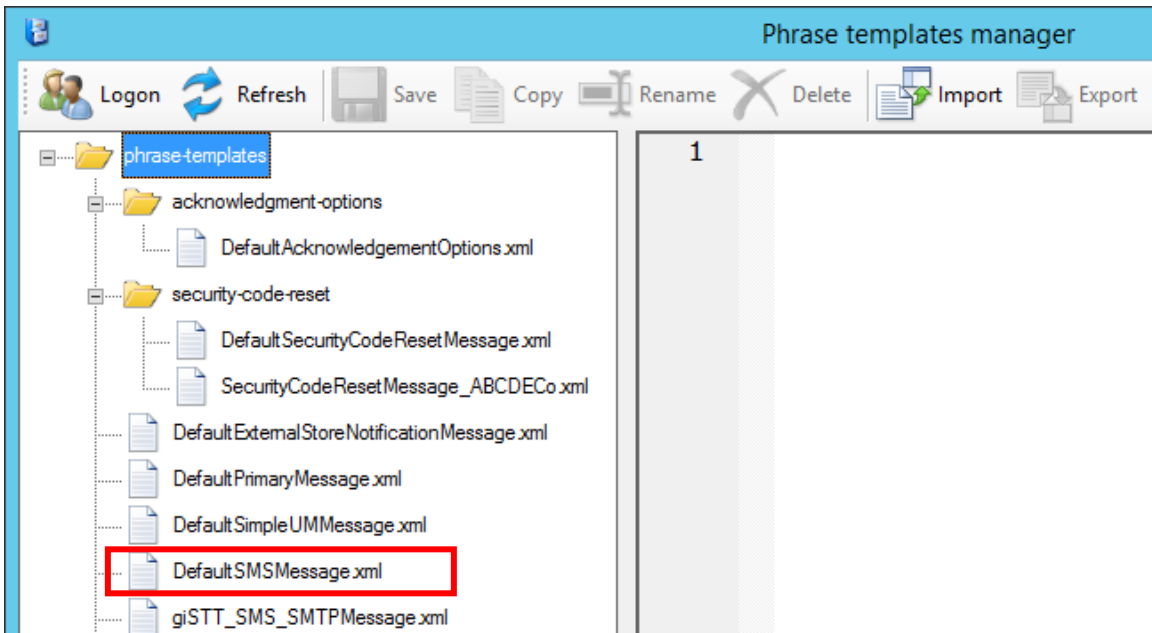 Phrase templates manager
Logon Refresh Save Copy Rename Delete Import Export
phrase-templates
1
acknowledgment-options
DefaultAcknowledgementOptions.xml
security-code-reset
DefaultSecurityCodeResetMessage.xml
SecurityCodeResetMessage_ABCDECo.xml
DefaultExternalStoreNotificationMessage.xml
DefaultPrimaryMessage.xml
DefaultSimpleUMMessage.xml
DefaultSMSMessage.xml
giSTT_SMS_SMTPMessage.xml